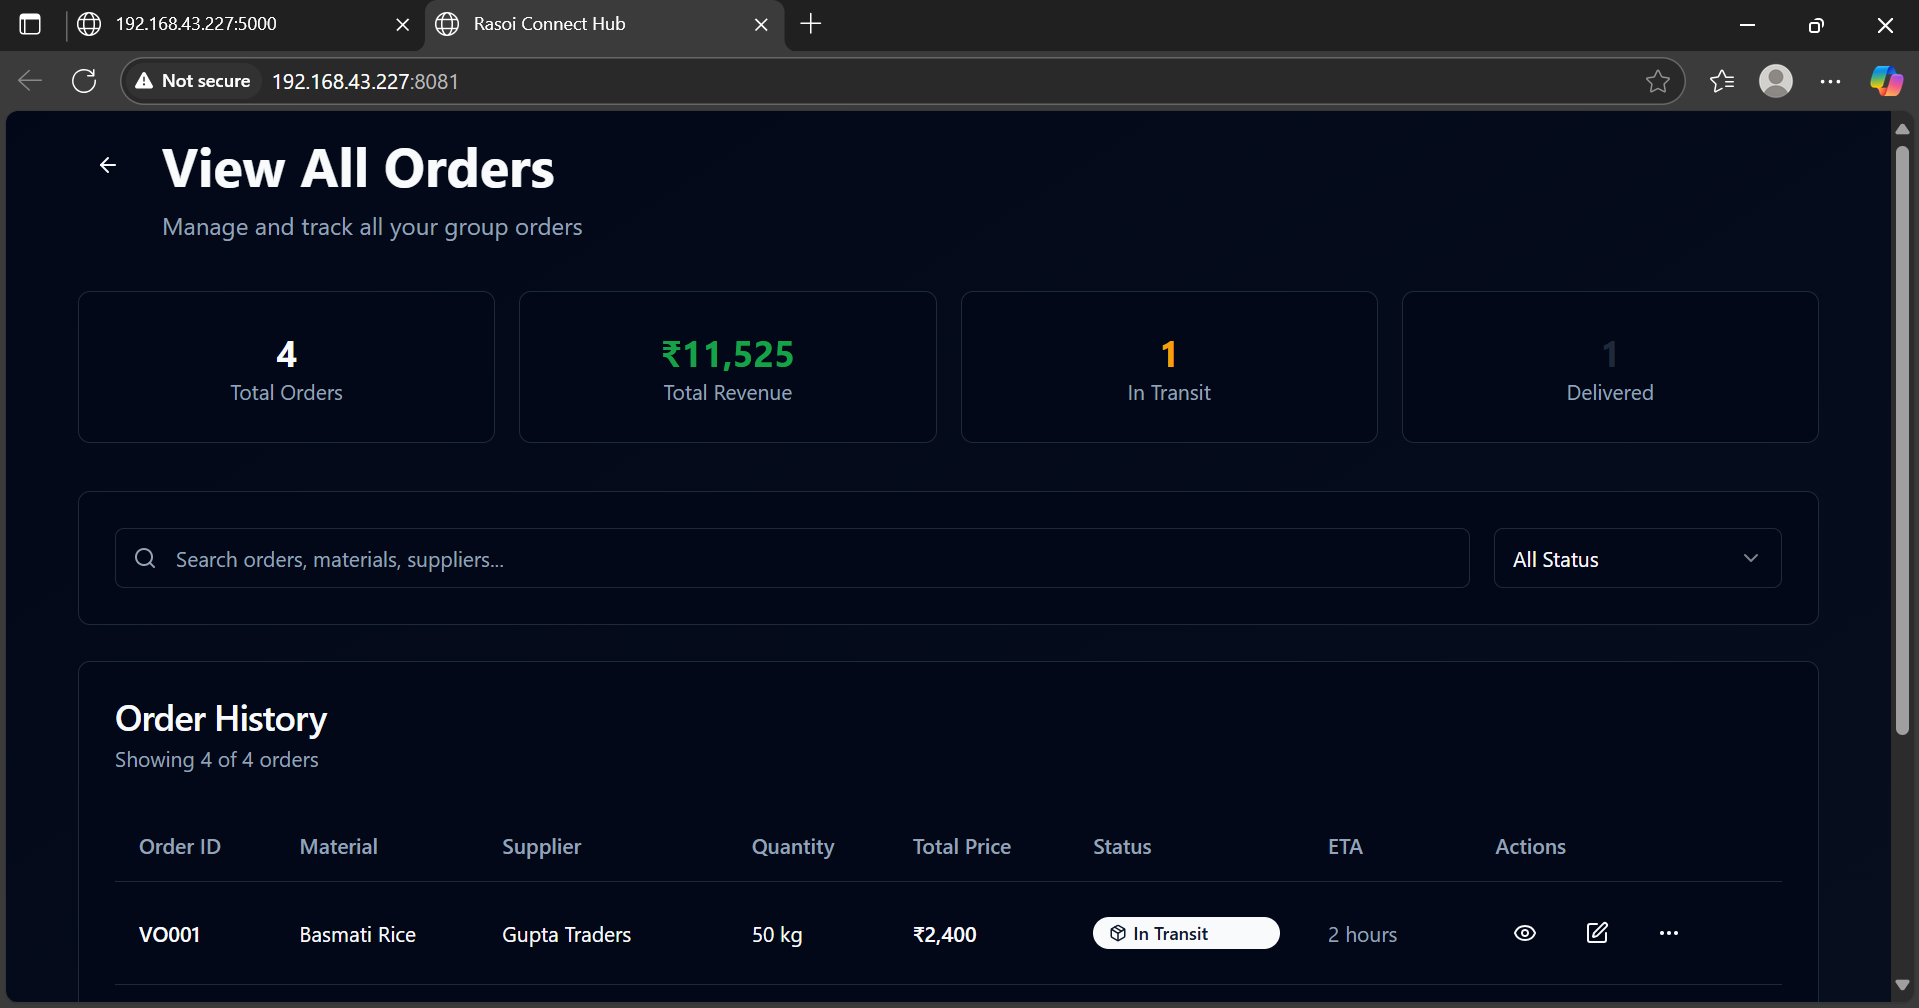 192.168.43.227:5000
Rasoi Connect Hub
Not secure
192.168.43.227:8081
View All Orders
Manage and track all your group orders
4
Total Orders
₹11,525
Total Revenue
1
In Transit
1
Delivered
Search orders, materials, suppliers...
All Status
Order History
Showing 4 of 4 orders
Order ID Material Supplier Quantity Total Price Status ETA Actions
VO001 Basmati Rice Gupta Traders 50 kg ₹2,400 In Transit 2 hours